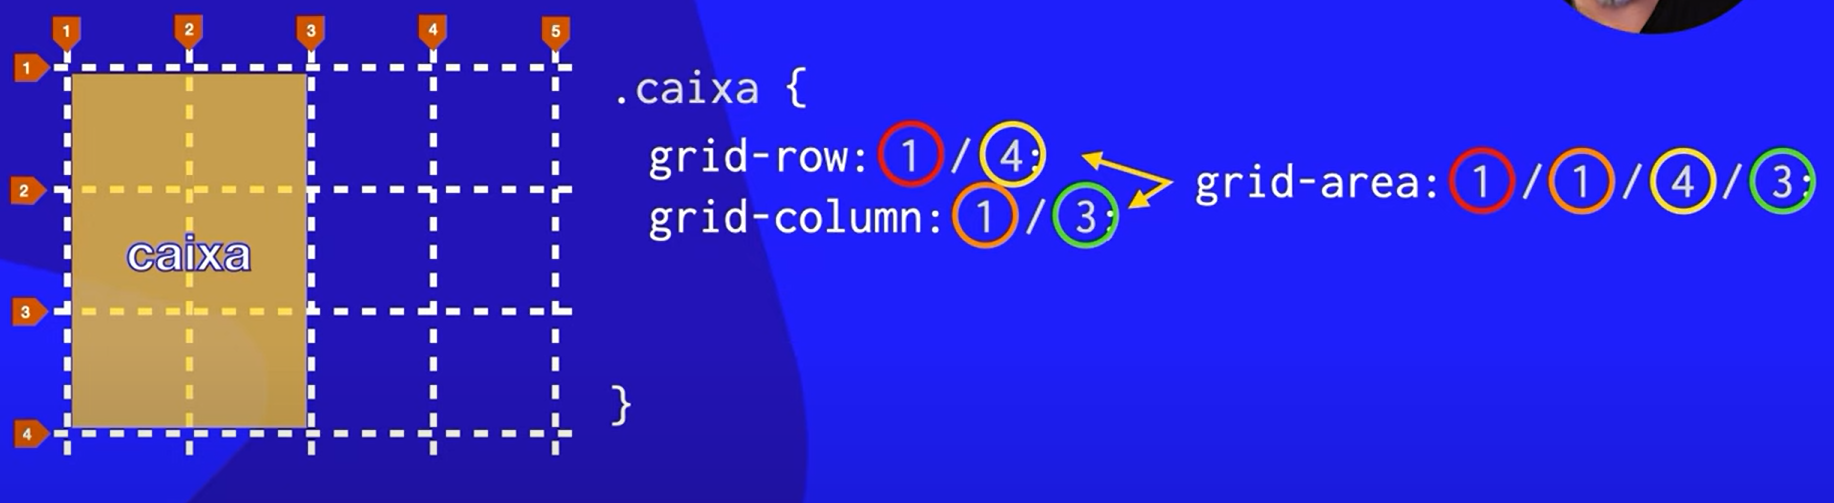 1 2 3 4 5
1
2
3
4
caixa
.caixa {
grid-row: 1 / 4;
grid-column: 1 / 3;
}
grid-area: 1 / 1 / 4 / 3;